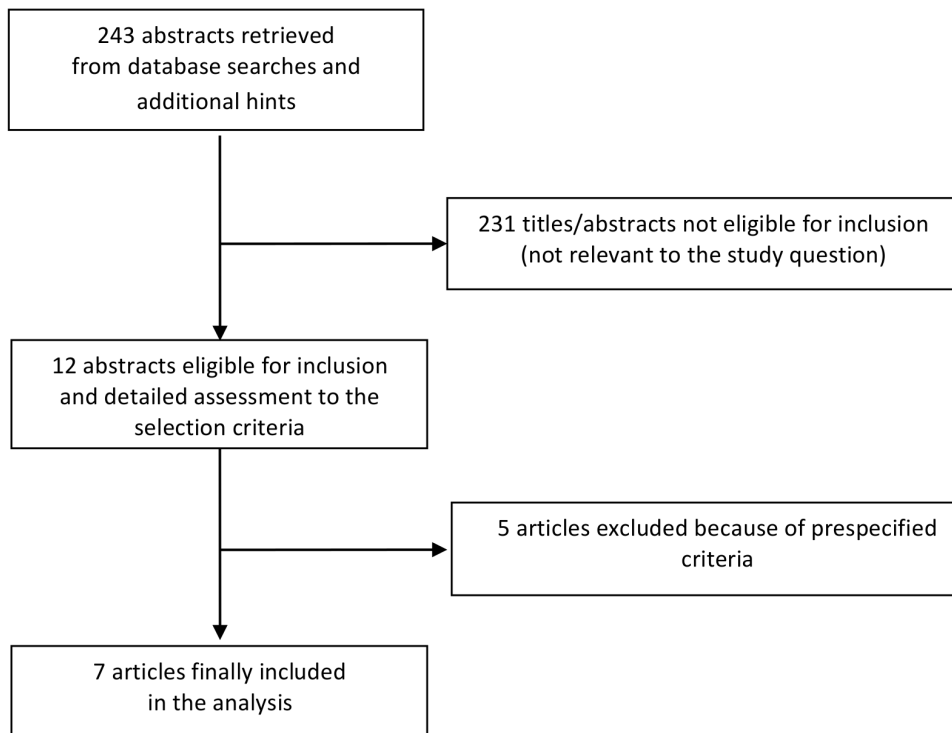 243 abstracts retrieved
from database searches and
additional hints
231 titles/abstracts not eligible for inclusion
(not relevant to the study question)
12 abstracts eligible for inclusion
and detailed assessment to the
selection criteria
5 articles excluded because of prespecified
criteria
7 articles finally included
in the analysis